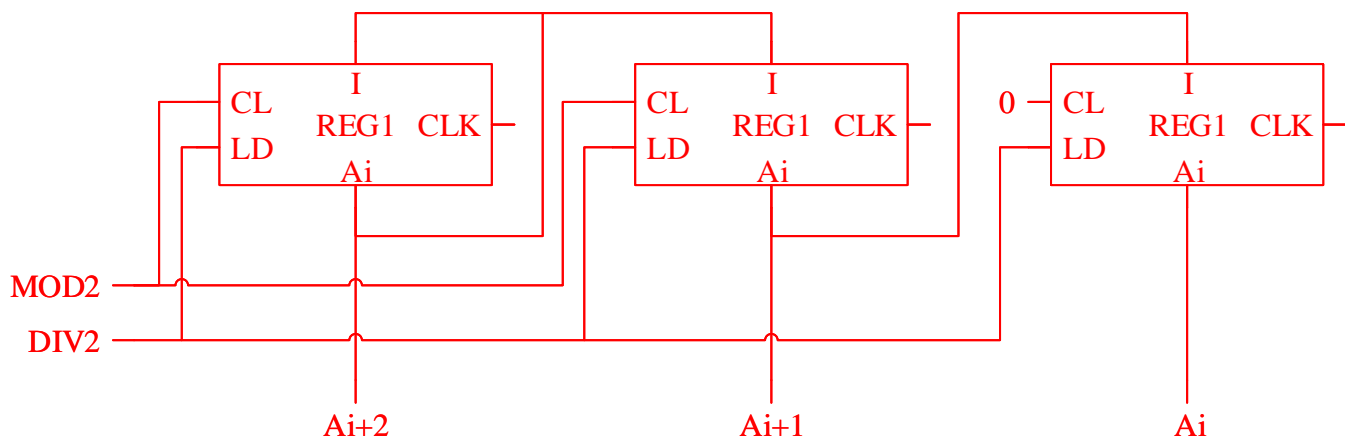 I
CL
REG1 CLK
LD
Ai
I
CL
REG1 CLK
LD
Ai
I
0 CL
REG1 CLK
LD
Ai
MOD2
DIV2
Ai+2 Ai+1 Ai